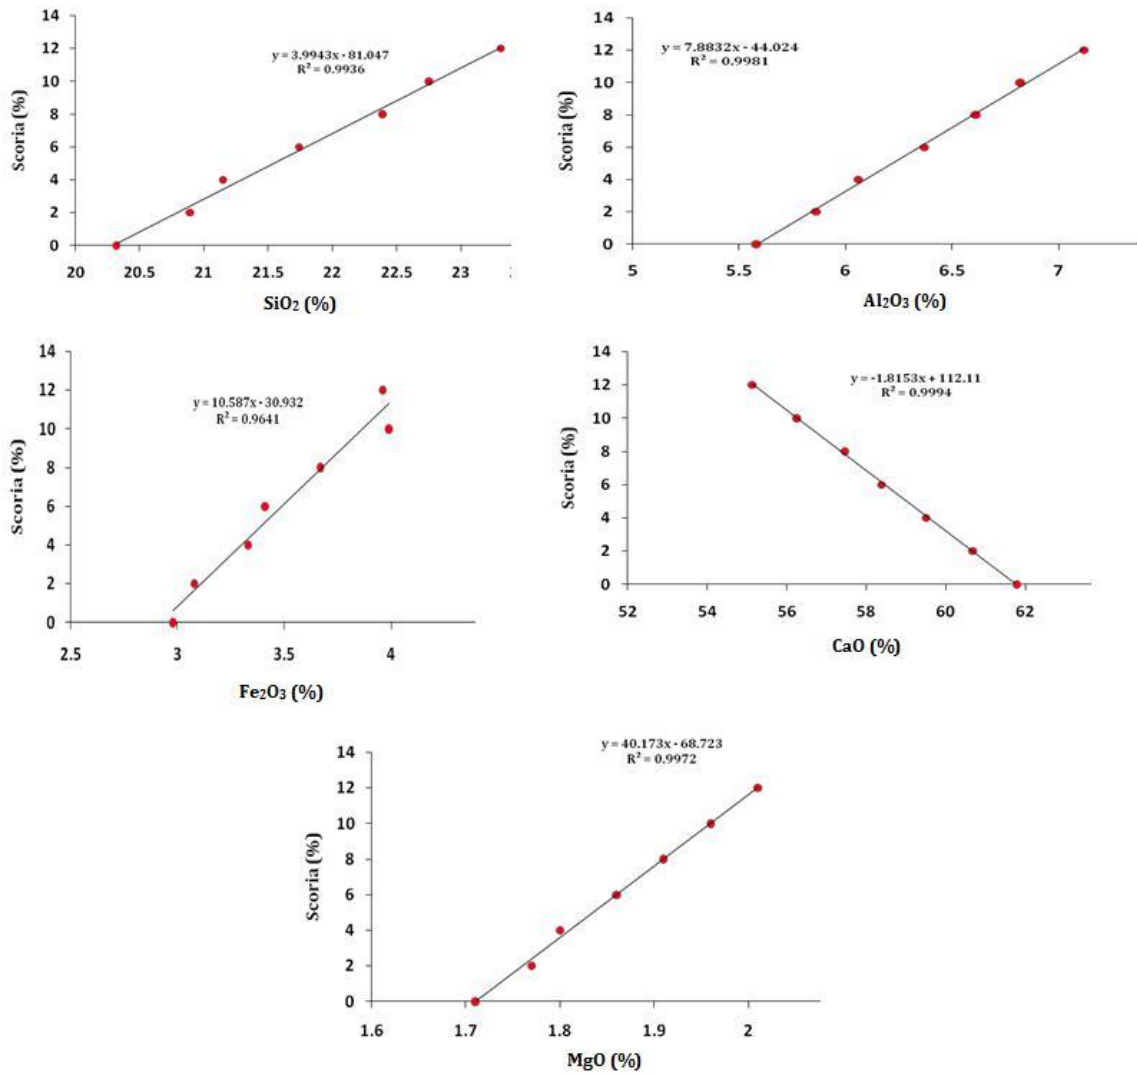 14
12
10
8
6
4
2
0
Scoria (%)
y = 3.9943x - 81.047
R² = 0.9936
20 20.5 21 21.5 22 22.5 23
SiO₂ (%)
14
12
10
8
6
4
2
0
Scoria (%)
y = 7.8832x - 44.024
R² = 0.9981
5 5.5 6 6.5 7
Al₂O₃ (%)
14
12
10
8
6
4
2
0
Scoria (%)
y = 10.587x - 30.932
R² = 0.9641
2.5 3 3.5 4
Fe₂O₃ (%)
14
12
10
8
6
4
2
0
Scoria (%)
y = -1.8153x + 112.11
R² = 0.9994
52 54 56 58 60 62
CaO (%)
14
12
10
8
6
4
2
0
Scoria (%)
y = 40.173x - 68.723
R² = 0.9972
1.6 1.7 1.8 1.9 2
MgO (%)